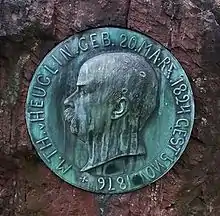 M. TH. v. HEUGLIN, GEB. 20. MÄRZ 1824, GEST. 5. NOV. 1876